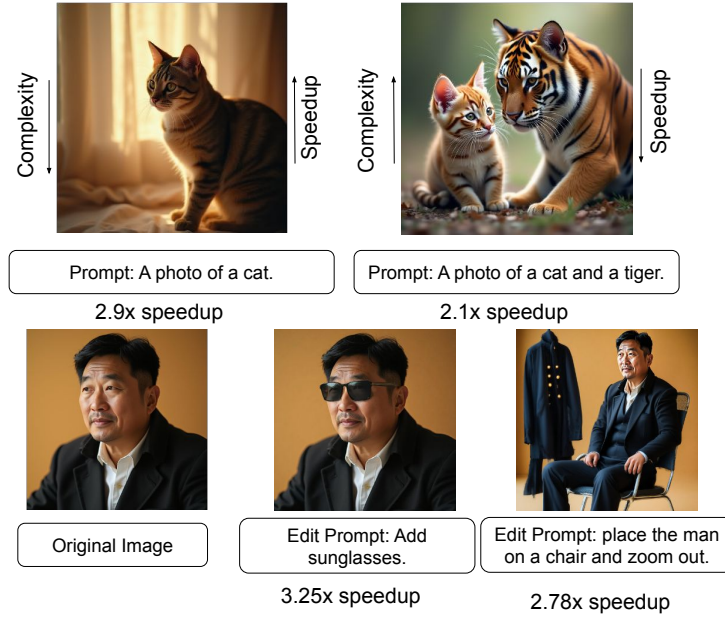 Complexity
Speedup
Complexity
Speedup
Prompt: A photo of a cat.
Prompt: A photo of a cat and a tiger.
2.9x speedup
2.1x speedup
Original Image
Edit Prompt: Add
sunglasses.
Edit Prompt: place the man
on a chair and zoom out.
3.25x speedup
2.78x speedup